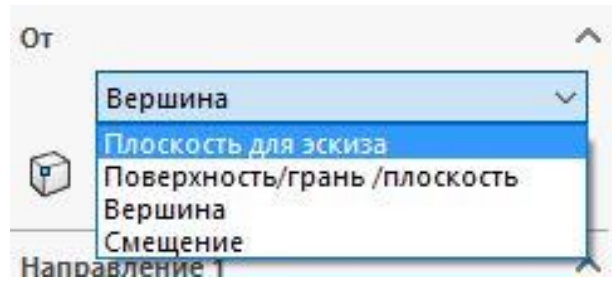 От
Вершина
Плоскость для эскиза
Поверхность/грань /плоскость
Вершина
Смещение
Направление 1